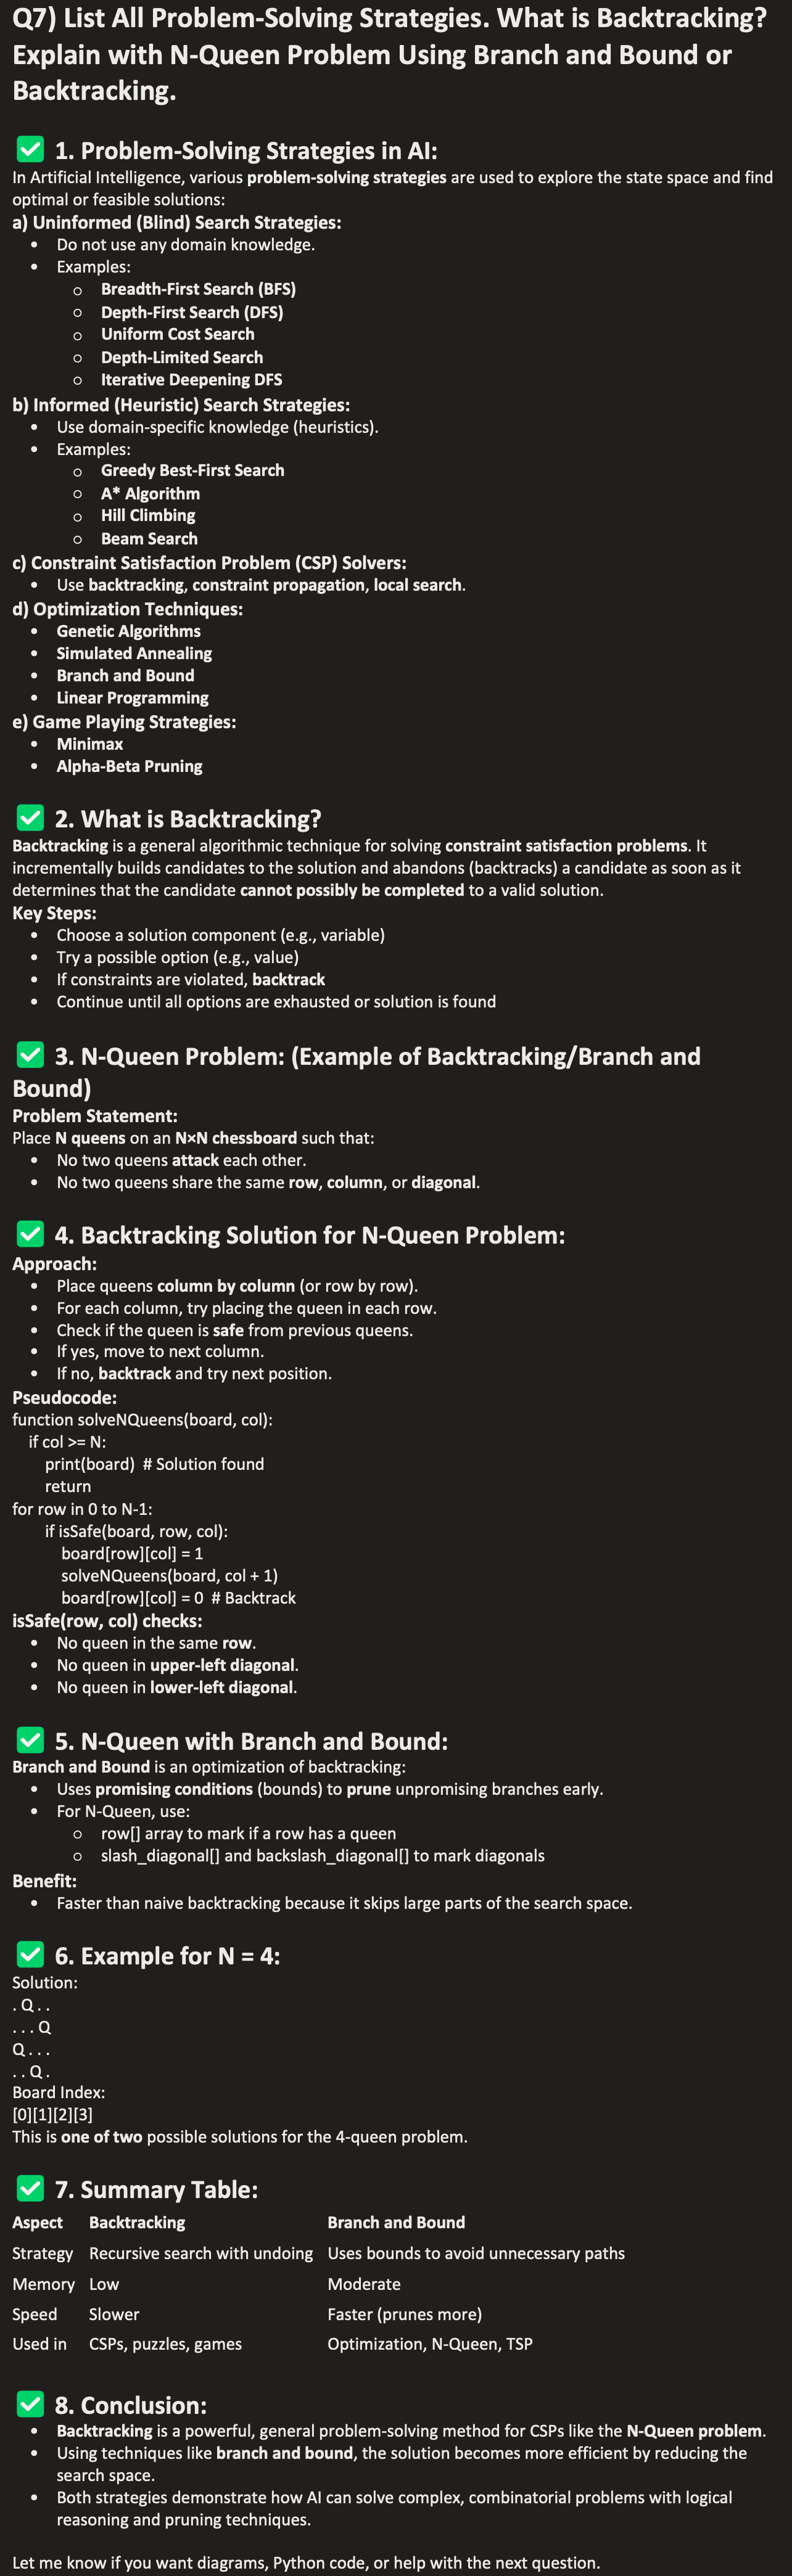 Q7) List All Problem-Solving Strategies. What is Backtracking?
Explain with N-Queen Problem Using Branch and Bound or
Backtracking.
✅ 1. Problem-Solving Strategies in AI:
In Artificial Intelligence, various problem-solving strategies are used to explore the state space and find
optimal or feasible solutions:
a) Uninformed (Blind) Search Strategies:
• Do not use any domain knowledge.
• Examples:
○ Breadth-First Search (BFS)
○ Depth-First Search (DFS)
○ Uniform Cost Search
○ Depth-Limited Search
○ Iterative Deepening DFS
b) Informed (Heuristic) Search Strategies:
• Use domain-specific knowledge (heuristics).
• Examples:
○ Greedy Best-First Search
○ A* Algorithm
○ Hill Climbing
○ Beam Search
c) Constraint Satisfaction Problem (CSP) Solvers:
• Use backtracking, constraint propagation, local search.
d) Optimization Techniques:
• Genetic Algorithms
• Simulated Annealing
• Branch and Bound
• Linear Programming
e) Game Playing Strategies:
• Minimax
• Alpha-Beta Pruning
✅ 2. What is Backtracking?
Backtracking is a general algorithmic technique for solving constraint satisfaction problems. It
incrementally builds candidates to the solution and abandons (backtracks) a candidate as soon as it
determines that the candidate cannot possibly be completed to a valid solution.
Key Steps:
• Choose a solution component (e.g., variable)
• Try a possible option (e.g., value)
• If constraints are violated, backtrack
• Continue until all options are exhausted or solution is found
✅ 3. N-Queen Problem: (Example of Backtracking/Branch and
Bound)
Problem Statement:
Place N queens on an N×N chessboard such that:
• No two queens attack each other.
• No two queens share the same row, column, or diagonal.
✅ 4. Backtracking Solution for N-Queen Problem:
Approach:
• Place queens column by column (or row by row).
• For each column, try placing the queen in each row.
• Check if the queen is safe from previous queens.
• If yes, move to next column.
• If no, backtrack and try next position.
Pseudocode:
function solveNQueens(board, col):
if col >= N:
print(board) # Solution found
return
for row in 0 to N-1:
if isSafe(board, row, col):
board[row][col] = 1
solveNQueens(board, col + 1)
board[row][col] = 0 # Backtrack
isSafe(row, col) checks:
• No queen in the same row.
• No queen in upper-left diagonal.
• No queen in lower-left diagonal.
✅ 5. N-Queen with Branch and Bound:
Branch and Bound is an optimization of backtracking:
• Uses promising conditions (bounds) to prune unpromising branches early.
• For N-Queen, use:
○ row[] array to mark if a row has a queen
○ slash_diagonal[] and backslash_diagonal[] to mark diagonals
Benefit:
• Faster than naive backtracking because it skips large parts of the search space.
✅ 6. Example for N = 4:
Solution:
. Q . .
. . . Q
Q . . .
. . Q .
Board Index:
[0][1][2][3]
This is one of two possible solutions for the 4-queen problem.
✅ 7. Summary Table:
Aspect Backtracking Branch and Bound
Strategy Recursive search with undoing Uses bounds to avoid unnecessary paths
Memory Low Moderate
Speed Slower Faster (prunes more)
Used in CSPs, puzzles, games Optimization, N-Queen, TSP
✅ 8. Conclusion:
• Backtracking is a powerful, general problem-solving method for CSPs like the N-Queen problem.
• Using techniques like branch and bound, the solution becomes more efficient by reducing the
search space.
• Both strategies demonstrate how AI can solve complex, combinatorial problems with logical
reasoning and pruning techniques.
Let me know if you want diagrams, Python code, or help with the next question.